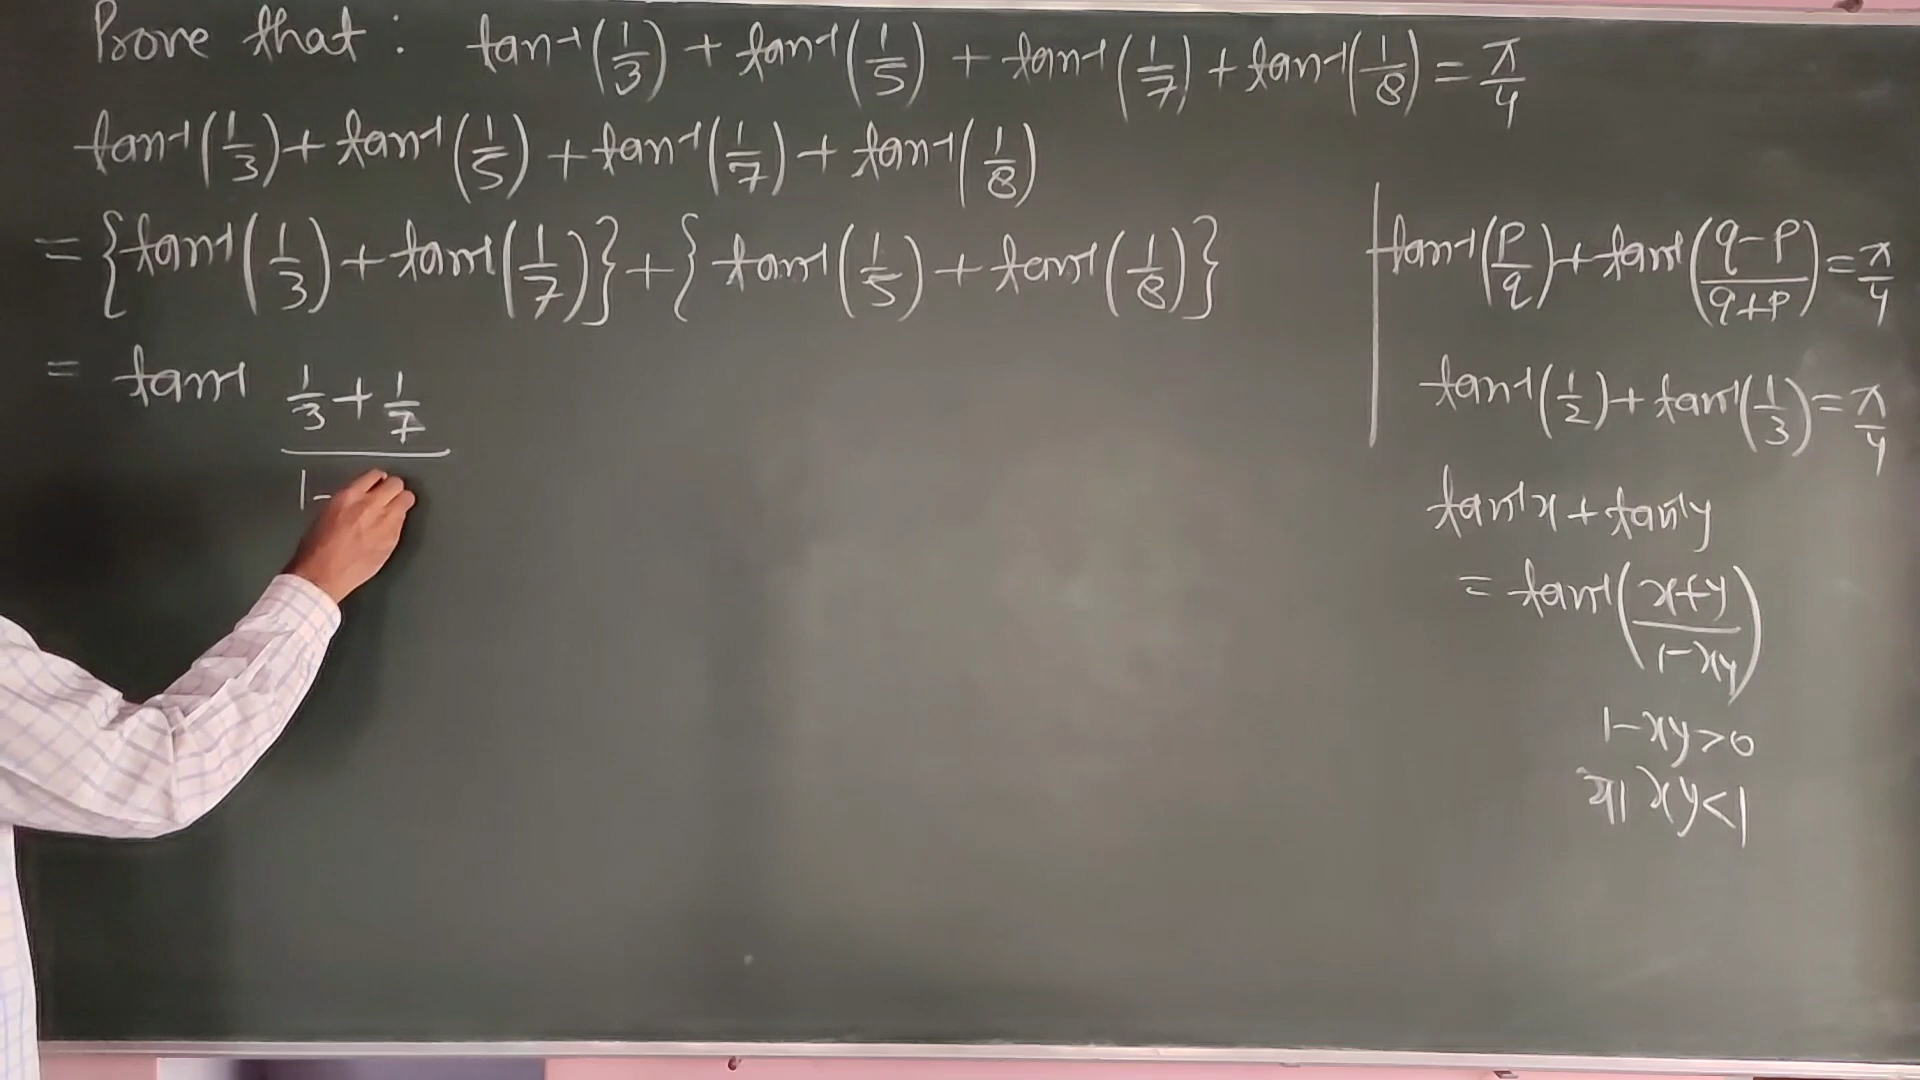 Prove that : tan⁻¹(1/3) + tan⁻¹(1/5) + tan⁻¹(1/7) + tan⁻¹(1/8) = π/4
tan⁻¹(1/3) + tan⁻¹(1/5) + tan⁻¹(1/7) + tan⁻¹(1/8)
= {tan⁻¹(1/3) + tan⁻¹(1/7)} + {tan⁻¹(1/5) + tan⁻¹(1/8)}
= tan⁻¹ (1/3 + 1/7)/(1-
tan⁻¹(p/q) + tan⁻¹((q-p)/(q+p)) = π/4
tan⁻¹(1/2) + tan⁻¹(1/3) = π/4
tan⁻¹x + tan⁻¹y
= tan⁻¹((x+y)/(1-xy))
1-xy>0
या xy<1